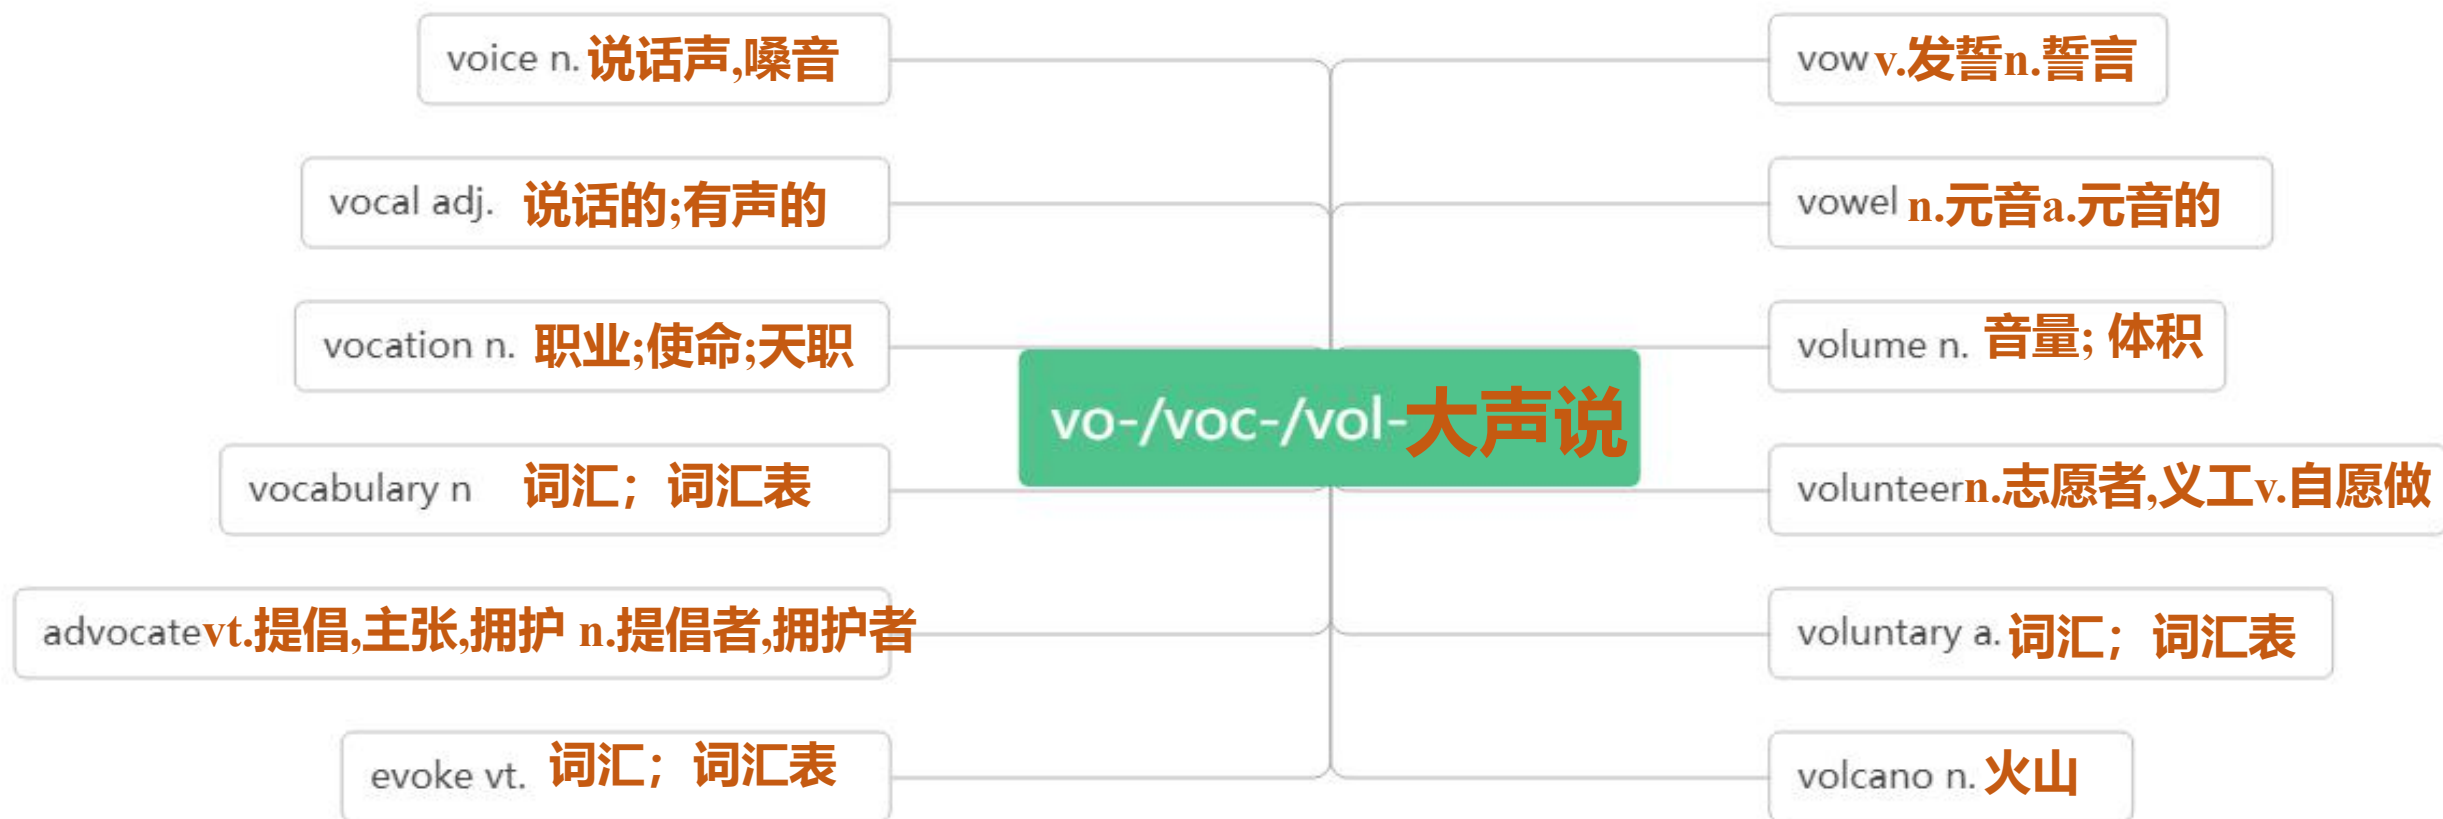 voice n. 说话声,嗓音
vocal adj. 说话的;有声的
vocation n. 职业;使命;天职
vocabulary n 词汇；词汇表
advocatevt.提倡,主张,拥护 n.提倡者,拥护者
evoke vt. 词汇；词汇表
vo-/voc-/vol-大声说
vow v.发誓n.誓言
vowel n.元音a.元音的
volume n. 音量; 体积
volunteern.志愿者,义工v.自愿做
voluntary a. 词汇；词汇表
volcano n. 火山